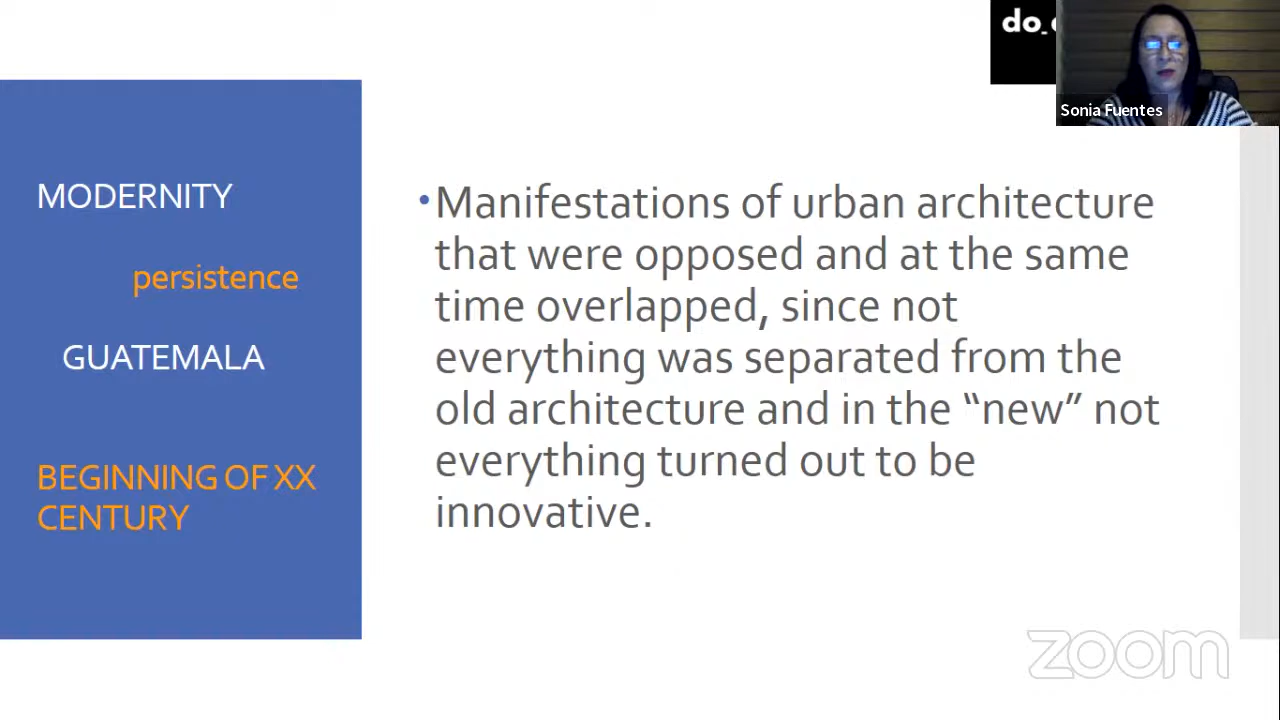 do_
Sonia Fuentes
MODERNITY
persistence
GUATEMALA
BEGINNING OF XX
CENTURY
•Manifestations of urban architecture
that were opposed and at the same
time overlapped, since not
everything was separated from the
old architecture and in the “new” not
everything turned out to be
innovative.
zoom